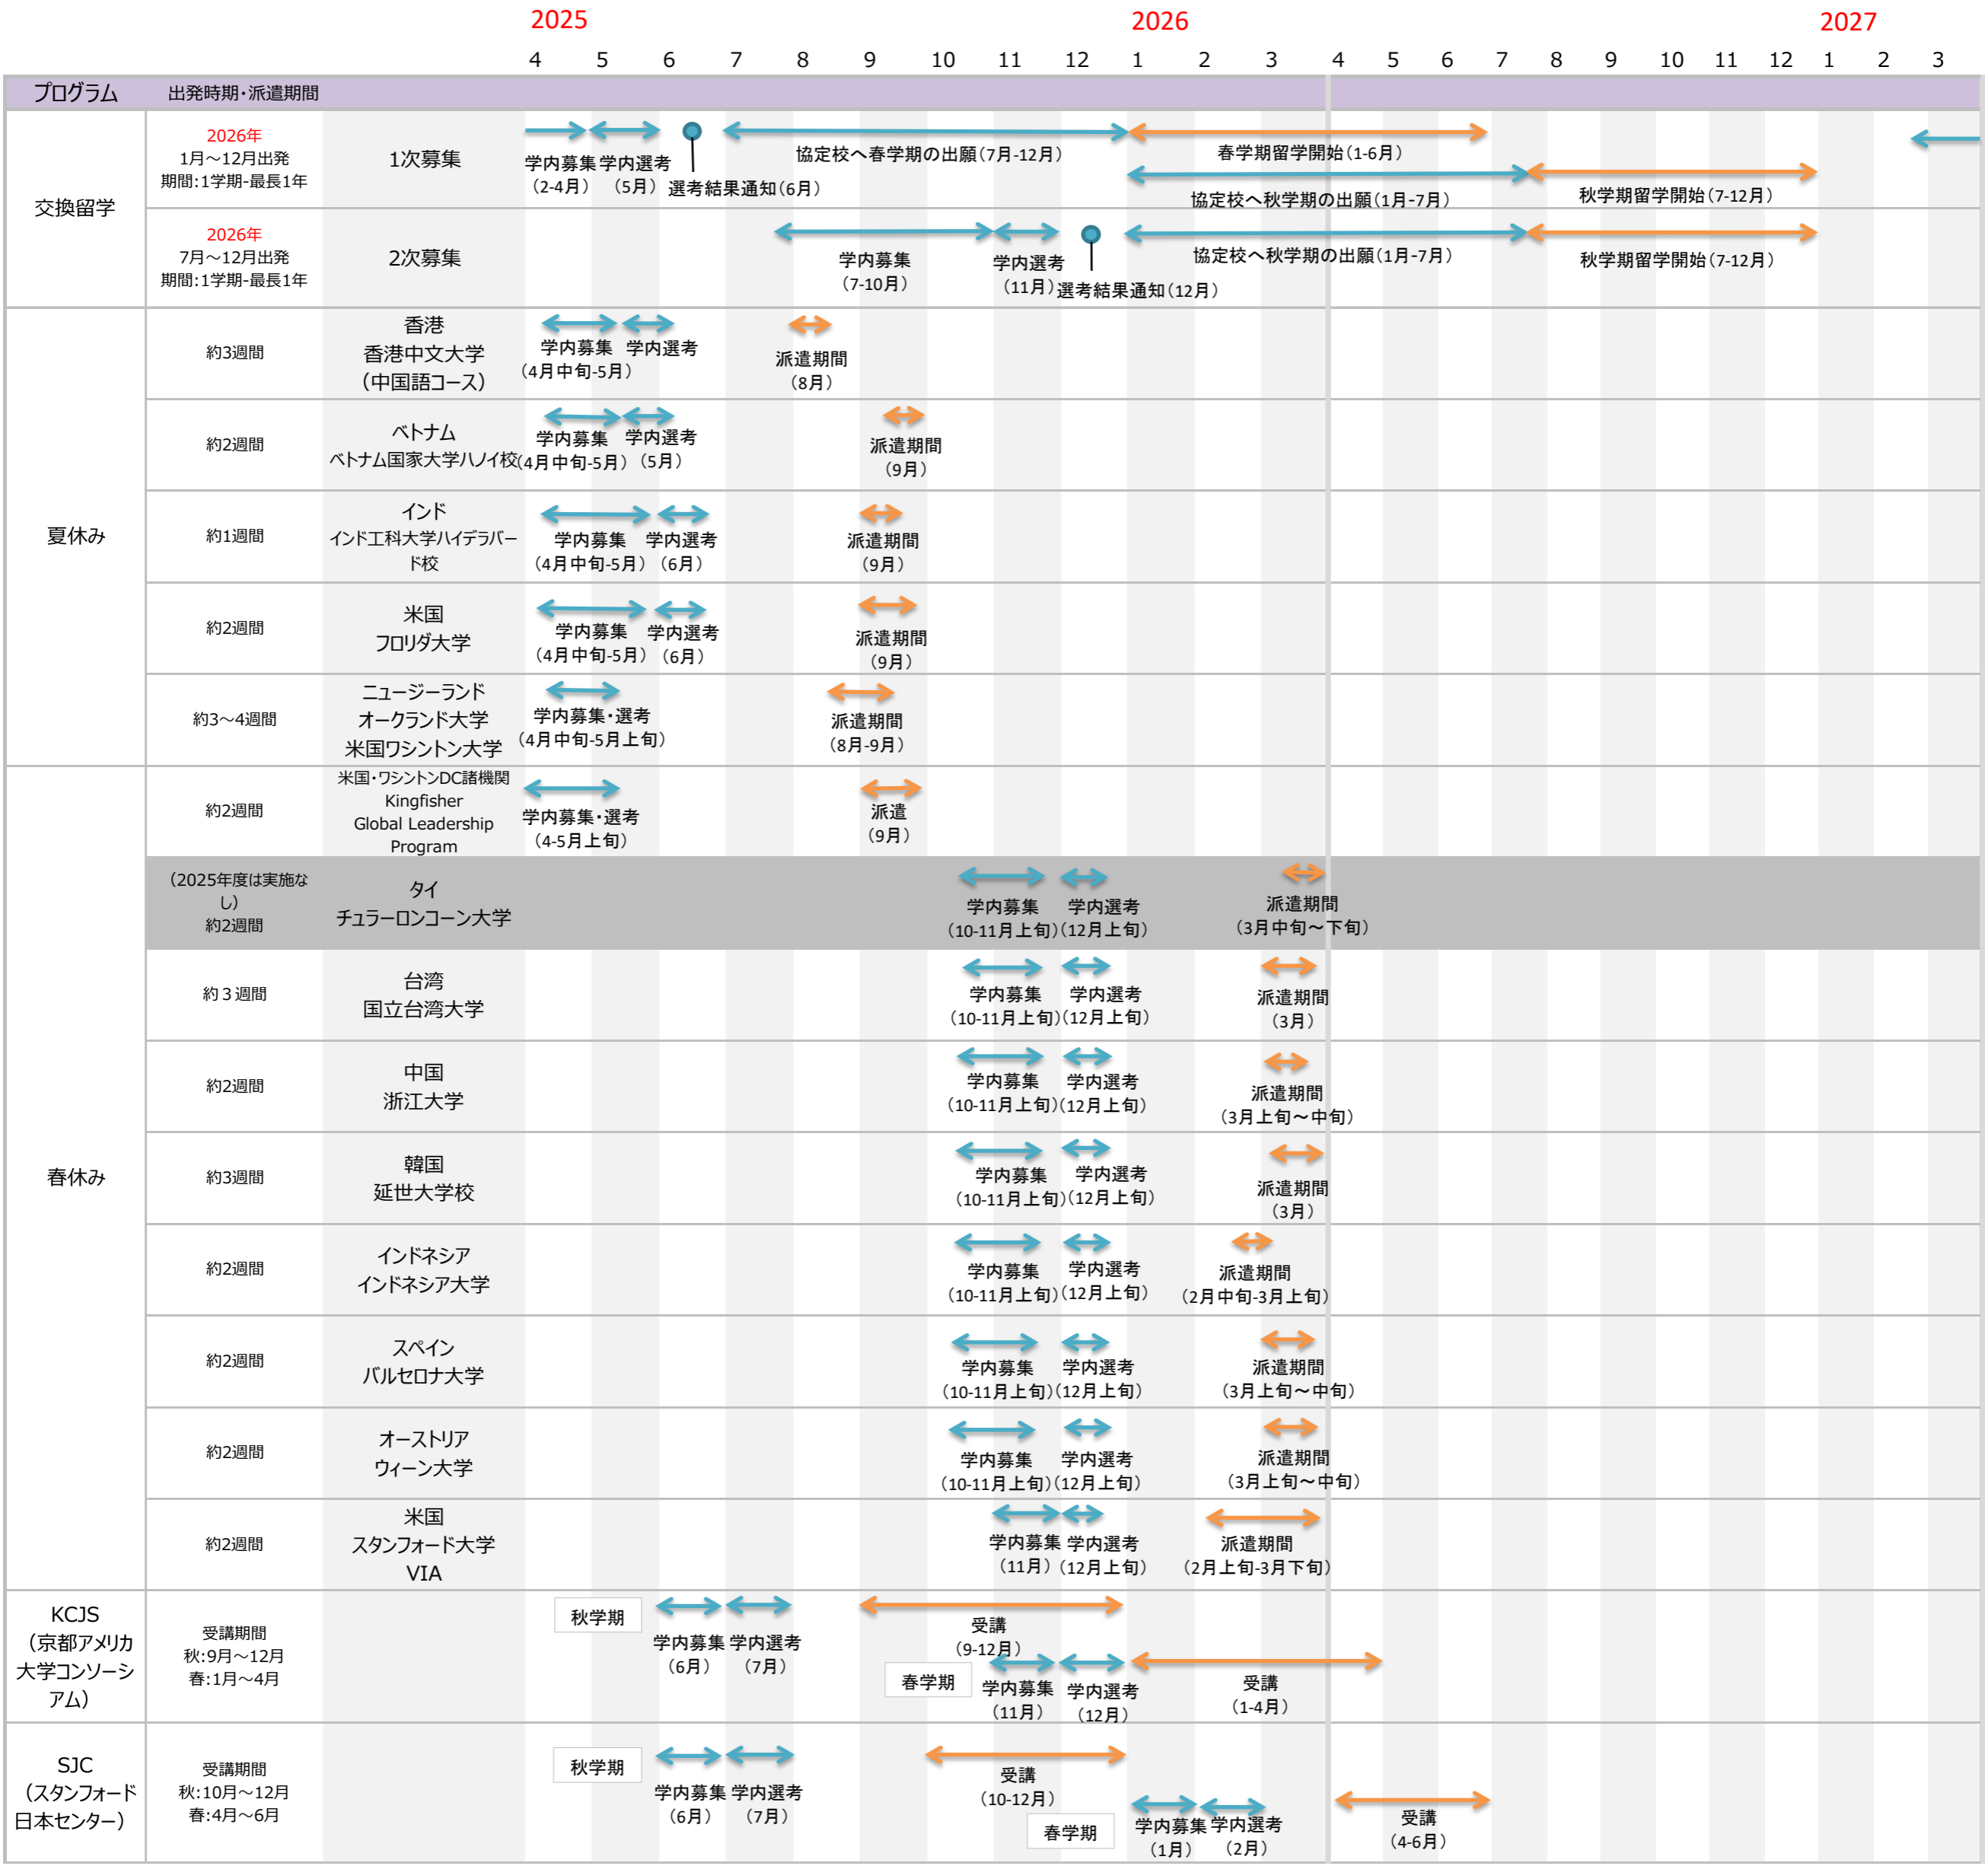 2025
2026
2027
4 5 6 7 8 9 10 11 12 1 2 3 4 5 6 7 8 9 10 11 12 1 2 3
プログラム
出発時期・派遣期間
交換留学
2026年
1月～12月出発
期間:1学期-最長1年
1次募集
学内募集
(2-4月)
学内選考
(5月)
選考結果通知(6月)
協定校へ春学期の出願(7月-12月)
春学期留学開始(1-6月)
協定校へ秋学期の出願(1月-7月)
秋学期留学開始(7-12月)
2026年
7月～12月出発
期間:1学期-最長1年
2次募集
学内募集
(7-10月)
学内選考
(11月)
選考結果通知(12月)
協定校へ秋学期の出願(1月-7月)
秋学期留学開始(7-12月)
夏休み
約3週間
香港
香港中文大学
(中国語コース)
学内募集
(4月中旬-5月)
学内選考
派遣期間
(8月)
約2週間
ベトナム
ベトナム国家大学ハノイ校
学内募集
(4月中旬-5月)
学内選考
(5月)
派遣期間
(9月)
約1週間
インド
インド工科大学ハイデラバー
ド校
学内募集
(4月中旬-5月)
学内選考
(6月)
派遣期間
(9月)
約2週間
米国
フロリダ大学
学内募集
(4月中旬-5月)
学内選考
(6月)
派遣期間
(9月)
約3～4週間
ニュージーランド
オークランド大学
米国ワシントン大学
学内募集・選考
(4月中旬-5月上旬)
派遣期間
(8月-9月)
春休み
約2週間
米国・ワシントンDC諸機関
Kingfisher
Global Leadership
Program
学内募集・選考
(4-5月上旬)
派遣
(9月)
(2025年度は実施な
し)
約2週間
タイ
チュラーロンコーン大学
学内募集
(10-11月上旬)
学内選考
(12月上旬)
派遣期間
(3月中旬～下旬)
約３週間
台湾
国立台湾大学
学内募集
(10-11月上旬)
学内選考
(12月上旬)
派遣期間
(3月)
約2週間
中国
浙江大学
学内募集
(10-11月上旬)
学内選考
(12月上旬)
派遣期間
(3月上旬～中旬)
約3週間
韓国
延世大学校
学内募集
(10-11月上旬)
学内選考
(12月上旬)
派遣期間
(3月)
約2週間
インドネシア
インドネシア大学
学内募集
(10-11月上旬)
学内選考
(12月上旬)
派遣期間
(2月中旬-3月上旬)
約2週間
スペイン
バルセロナ大学
学内募集
(10-11月上旬)
学内選考
(12月上旬)
派遣期間
(3月上旬～中旬)
約2週間
オーストリア
ウィーン大学
学内募集
(10-11月上旬)
学内選考
(12月上旬)
派遣期間
(3月上旬～中旬)
約2週間
米国
スタンフォード大学
VIA
学内募集
(11月)
学内選考
(12月上旬)
派遣期間
(2月上旬-3月下旬)
KCJS
(京都アメリカ
大学コンソーシ
アム)
受講期間
秋:9月～12月
春:1月～4月
秋学期
学内募集
(6月)
学内選考
(7月)
受講
(9-12月)
春学期
学内募集
(11月)
学内選考
(12月)
受講
(1-4月)
SJC
(スタンフォード
日本センター)
受講期間
秋:10月～12月
春:4月～6月
秋学期
学内募集
(6月)
学内選考
(7月)
受講
(10-12月)
春学期
学内募集
(1月)
学内選考
(2月)
受講
(4-6月)